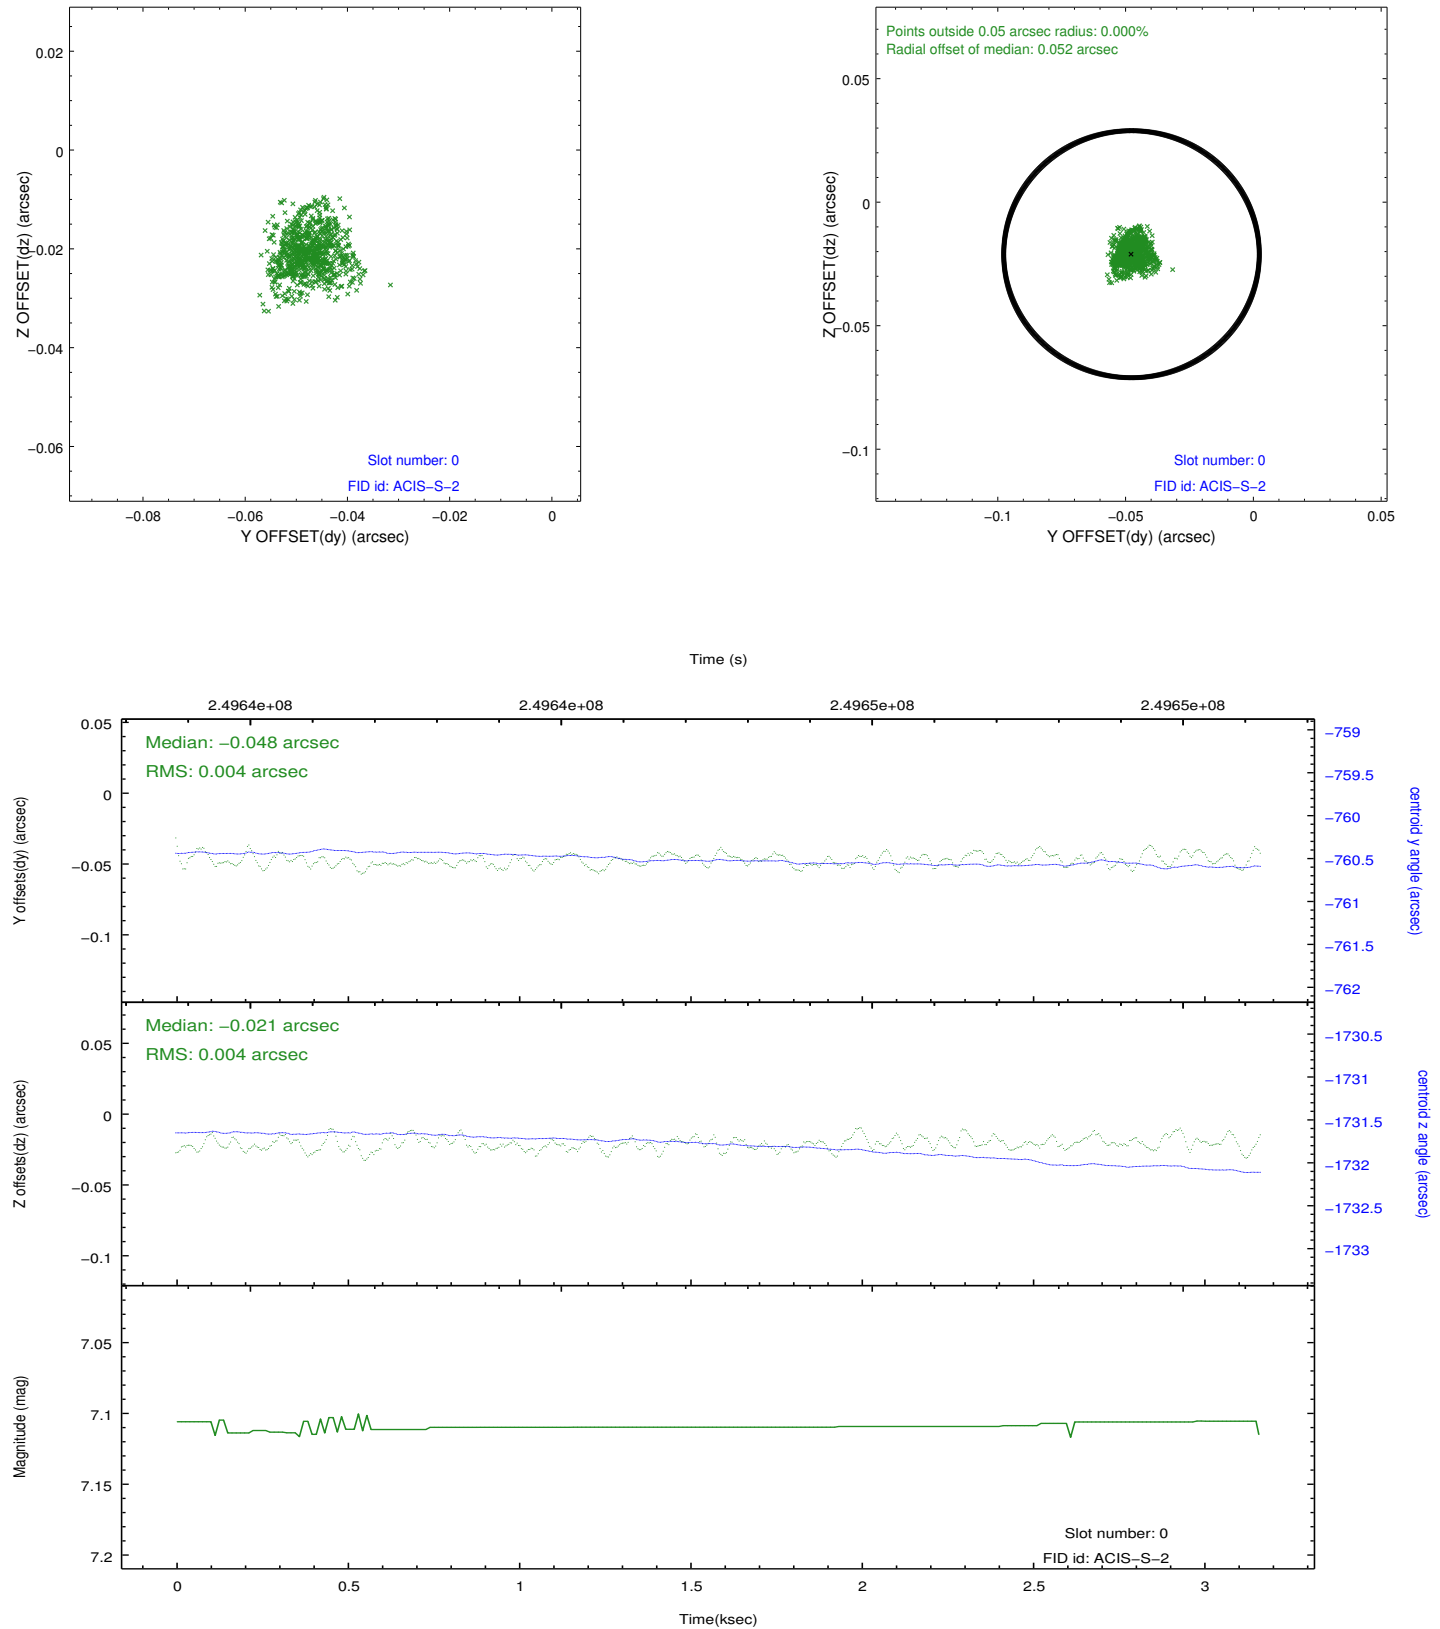 0.02
0
−0.02
−0.04
−0.06
Z OFFSET(dz) (arcsec)
Slot number: 0
FID id: ACIS−S−2
−0.08 −0.06 −0.04 −0.02 0
Y OFFSET(dy) (arcsec)
Points outside 0.05 arcsec radius: 0.000%
Radial offset of median: 0.052 arcsec
0.05
0
−0.05
−0.1
Z OFFSET(dz) (arcsec)
Slot number: 0
FID id: ACIS−S−2
−0.1 −0.05 0 0.05
Y OFFSET(dy) (arcsec)
Time (s)
2.4964e+08 2.4964e+08 2.4965e+08 2.4965e+08
Median: −0.048 arcsec
RMS: 0.004 arcsec
0.05
0
−0.05
−0.1
Y offsets(dy) (arcsec)
−759
−759.5
−760
−760.5
−761
−761.5
−762
centroid y angle (arcsec)
Median: −0.021 arcsec
RMS: 0.004 arcsec
0.05
0
−0.05
−0.1
Z offsets(dz) (arcsec)
−1730.5
−1731
−1731.5
−1732
−1732.5
−1733
centroid z angle (arcsec)
7.05
7.1
7.15
7.2
Magnitude (mag)
Slot number: 0
FID id: ACIS−S−2
0 0.5 1 1.5 2 2.5 3
Time(ksec)